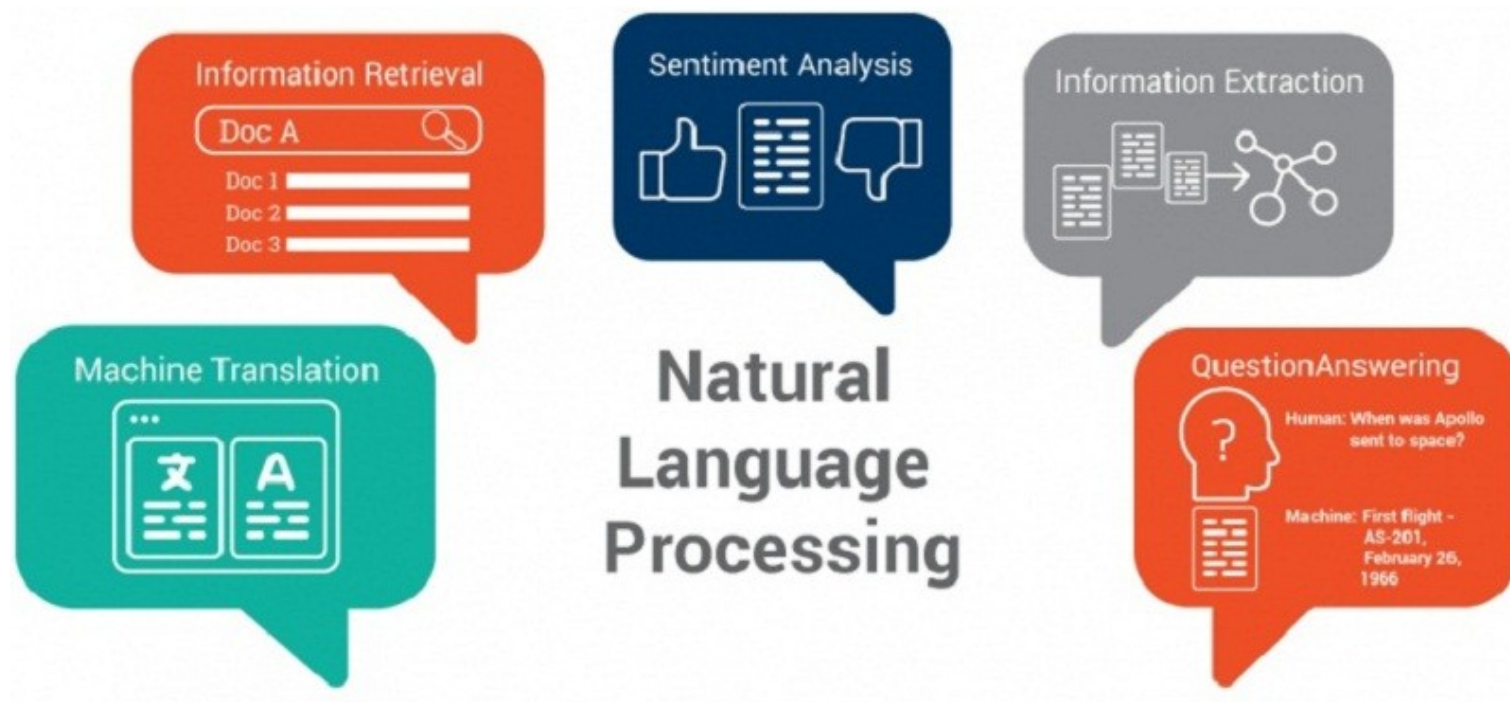 Information Retrieval
Doc A
Doc 1
Doc 2
Doc 3
Sentiment Analysis
Information Extraction
Machine Translation
文 A
Natural
Language
Processing
QuestionAnswering
?
Human: When was Apollo
sent to space?
Machine: First flight -
AS-201,
February 26,
1966